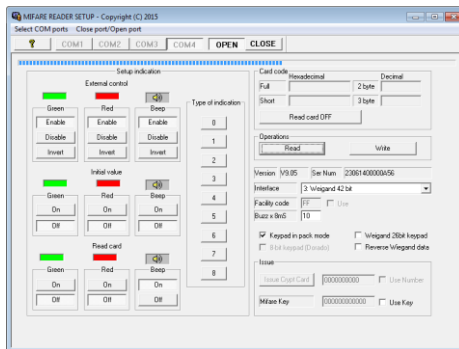 MIFARE READER SETUP - Copyright (C) 2015
Select COM ports Close port/Open port
? COM1 COM2 COM3 COM4 OPEN CLOSE
Setup indication
External control
Green Red Beep
Enable Enable Enable
Disable Disable Disable
Invert Invert Invert
Initial value
Green Red Beep
On On On
Off Off Off
Read card
Green Red Beep
On On On
Off Off Off
Type of indication
0
1
2
3
4
5
6
7
8
Card code
Hexadecimal Decimal
Full 2 byte
Short 3 byte
Read card OFF
Operations
Read Write
Version V9.05 Ser Num 23061400000A56
Interface 3: Weigand 42 bit
Facility code FF Use
Buzz x 8mS 10
Keypad in pack mode Weigand 26bit keypad
8 bit keypad (Dorado) Reverse Wiegand data
Issue
Issue Crypt Card 0000000000 Use Number
Mifare Key 000000000000 Use Key